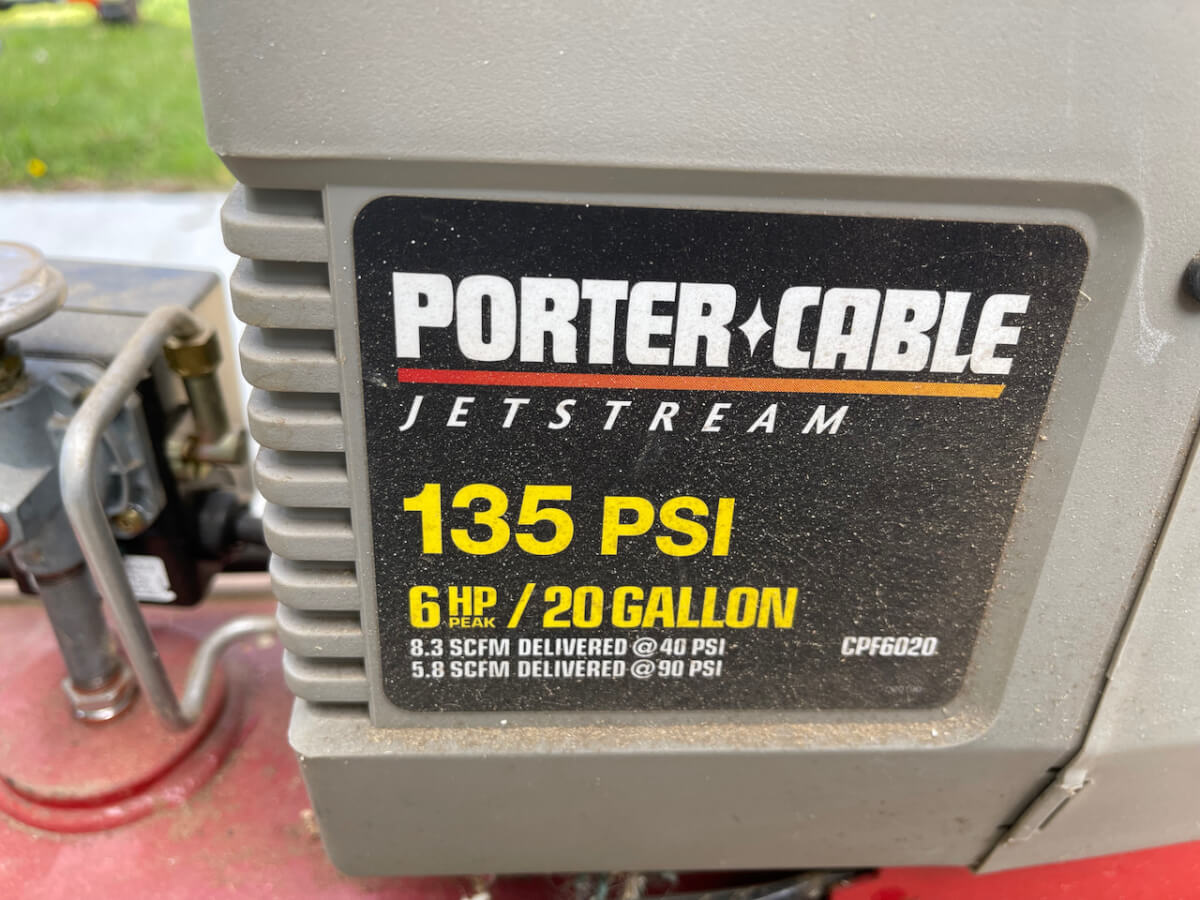 PORTER✦CABLE
JETSTREAM
135 PSI
6 HP PEAK / 20 GALLON
8.3 SCFM DELIVERED @ 40 PSI
5.8 SCFM DELIVERED @ 90 PSI
CPF6020